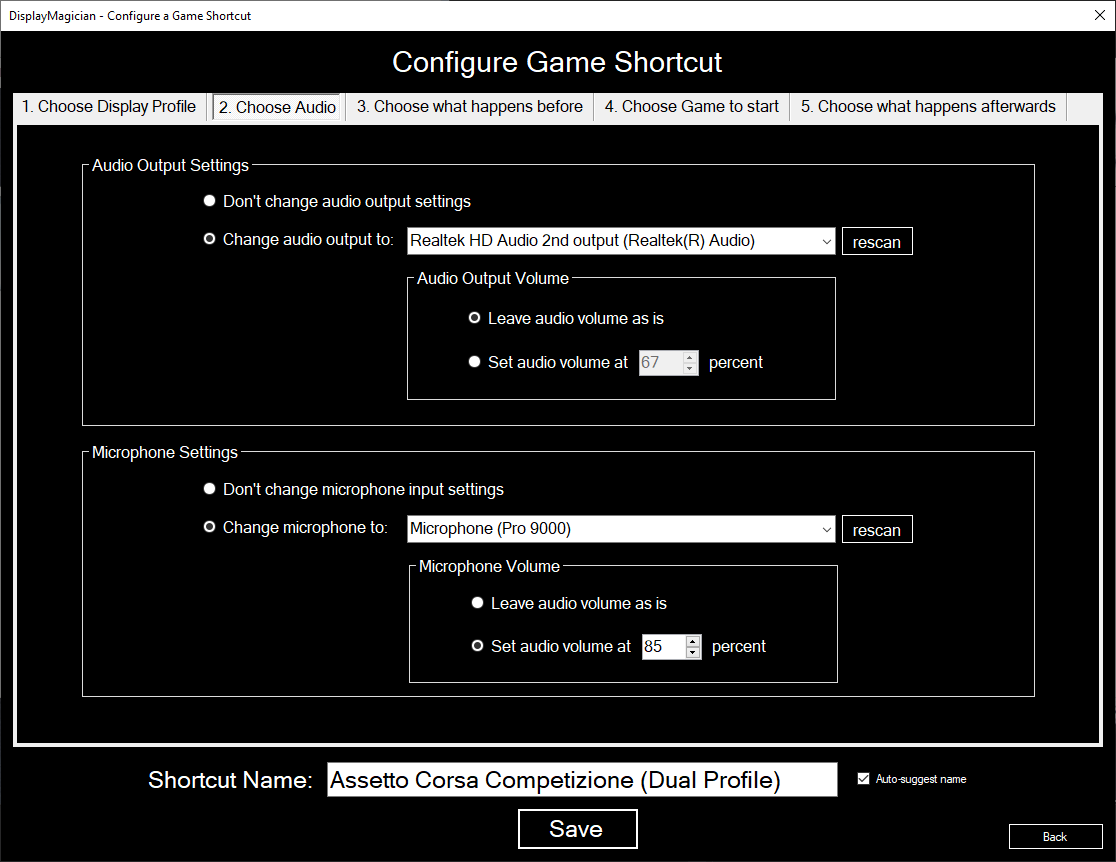 DisplayMagician - Configure a Game Shortcut
Configure Game Shortcut
1. Choose Display Profile 2. Choose Audio 3. Choose what happens before 4. Choose Game to start 5. Choose what happens afterwards
Audio Output Settings
Don't change audio output settings
Change audio output to: Realtek HD Audio 2nd output (Realtek(R) Audio) rescan
Audio Output Volume
Leave audio volume as is
Set audio volume at 67 percent
Microphone Settings
Don't change microphone input settings
Change microphone to: Microphone (Pro 9000) rescan
Microphone Volume
Leave audio volume as is
Set audio volume at 85 percent
Shortcut Name: Assetto Corsa Competizione (Dual Profile) Auto-suggest name
Save
Back